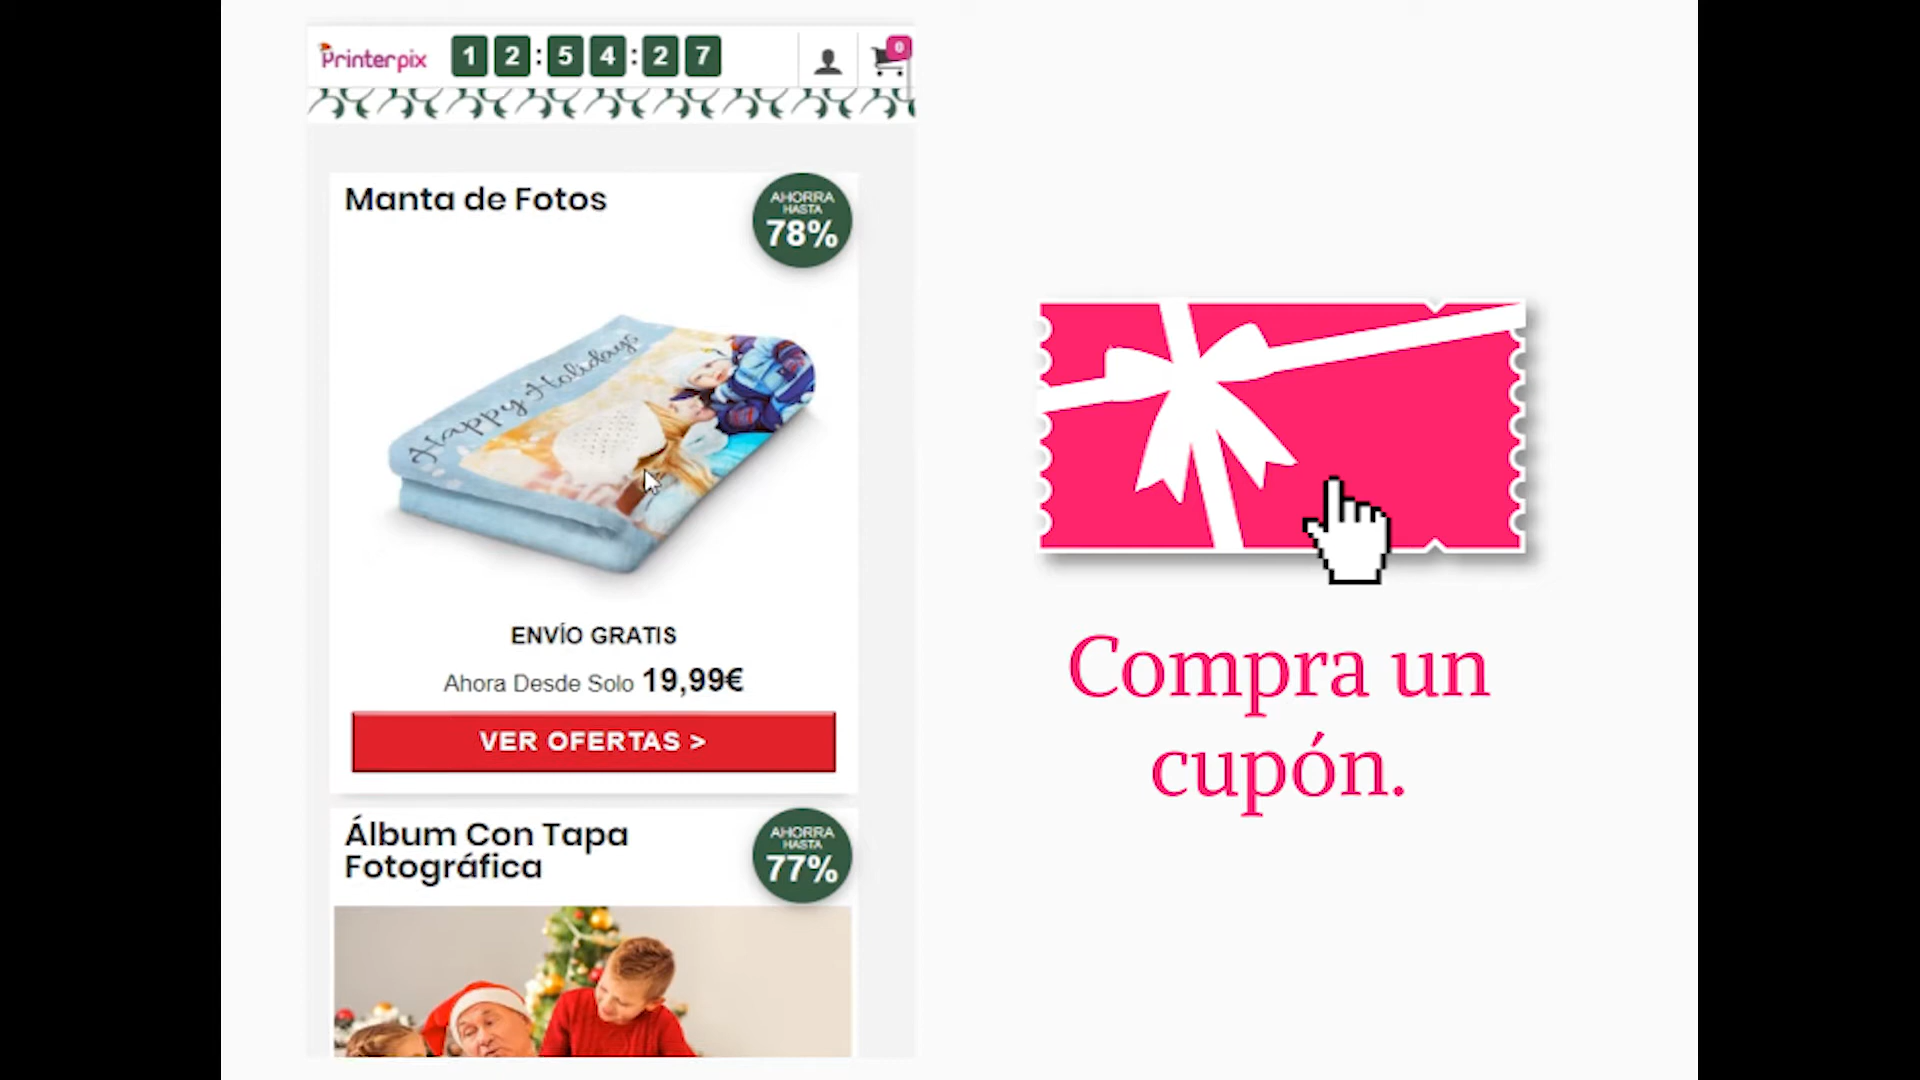 Printerpix
12:54:27
0
Manta de Fotos
AHORRA
HASTA
78%
Happy Holidays
ENVÍO GRATIS
Ahora Desde Solo 19,99€
VER OFERTAS >
Álbum Con Tapa
Fotográfica
AHORRA
HASTA
77%
Compra un
cupón.